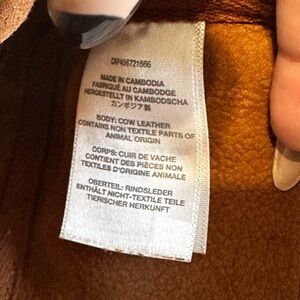 MADE IN CAMBODIA
FABRIQUÉ AU CAMBODGE
HERGESTELLT IN KAMBODSCHA
カンボジア製
BODY: COW LEATHER
CONTAINS NON TEXTILE PARTS OF
ANIMAL ORIGIN
CORPS: CUIR DE VACHE
CONTIENT DES PIÈCES NON
TEXTILES D'ORIGINE ANIMALE
OBERTEIL: RINDSLEDER
ENTHÄLT NICHT-TEXTILE TEILE
TIERISCHER HERKUNFT